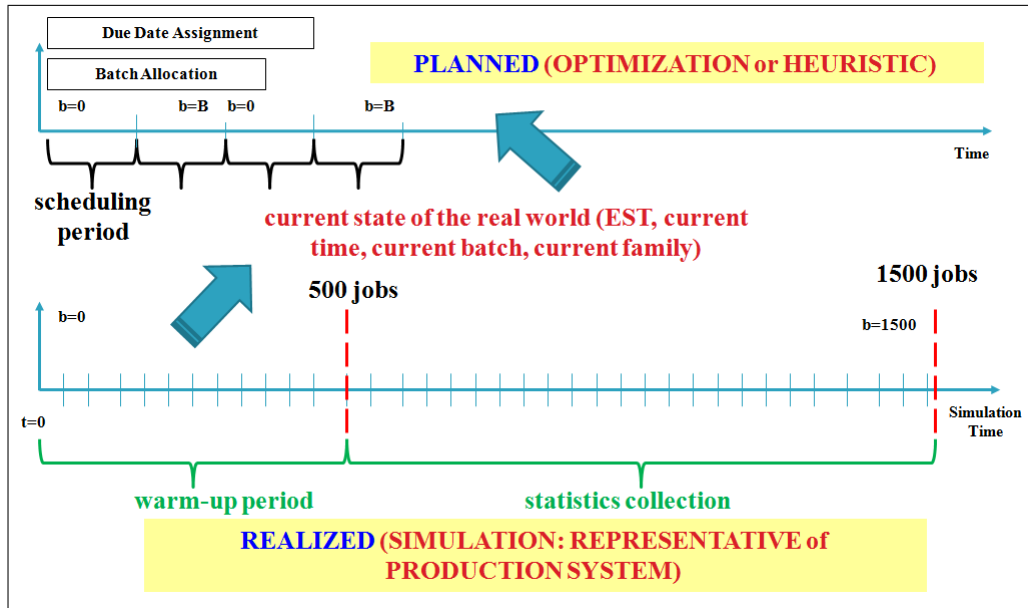 Due Date Assignment
Batch Allocation
PLANNED (OPTIMIZATION or HEURISTIC)
b=0
b=B
b=0
b=B
Time
scheduling
period
current state of the real world (EST, current
time, current batch, current family)
500 jobs
1500 jobs
b=0
b=1500
t=0
Simulation
Time
warm-up period
statistics collection
REALIZED (SIMULATION: REPRESENTATIVE of
PRODUCTION SYSTEM)